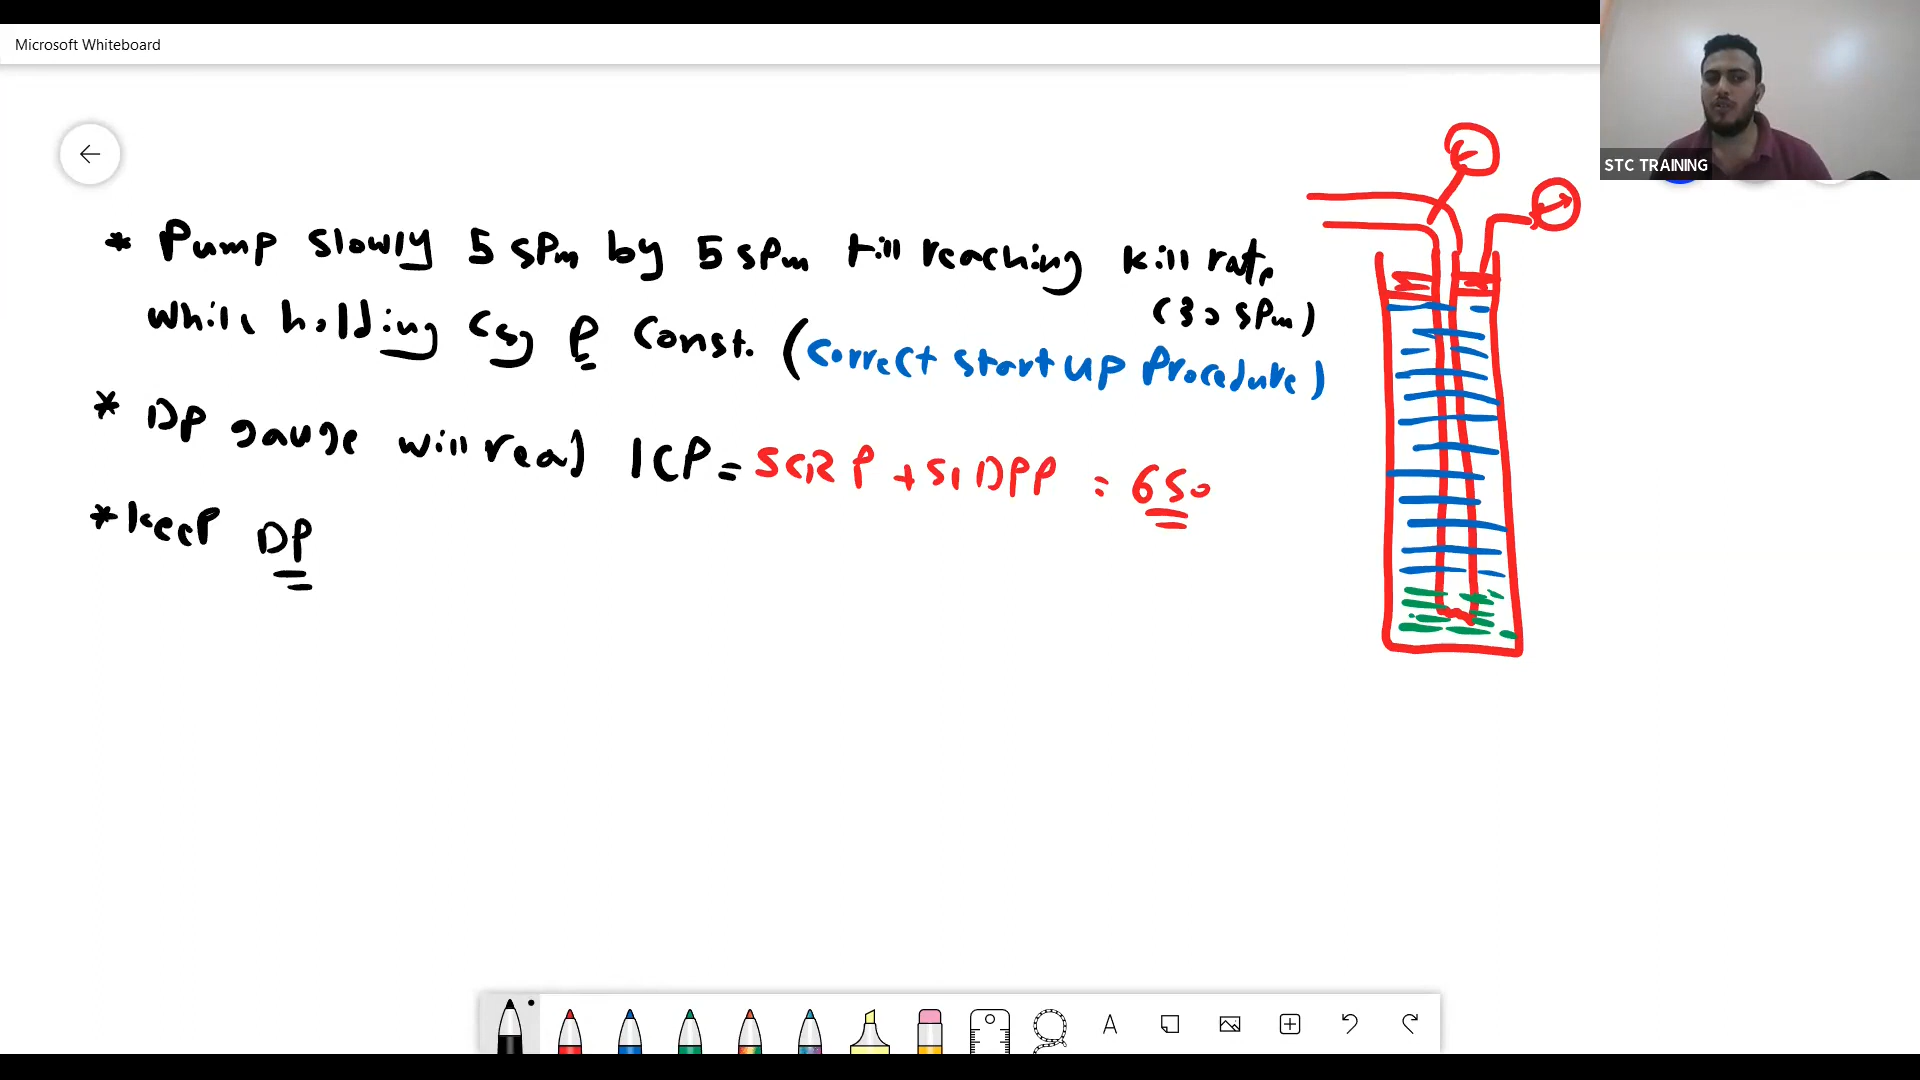 Microsoft Whiteboard
STC TRAINING
* Pump slowly 5 SPm by 5 SPm till reaching kill rate
(30 SPm)
while holding Csg P Const. (Correct start up Procedure)
* DP gauge will read ICP = SCR P + SIDPP = 650
* keep DP